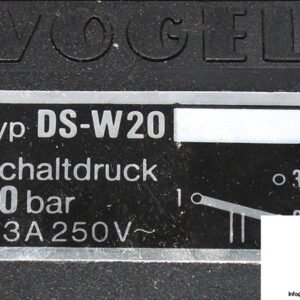 VOGEL
yp DS-W20
chaltdruck
0 bar
3A 250V~
3
1